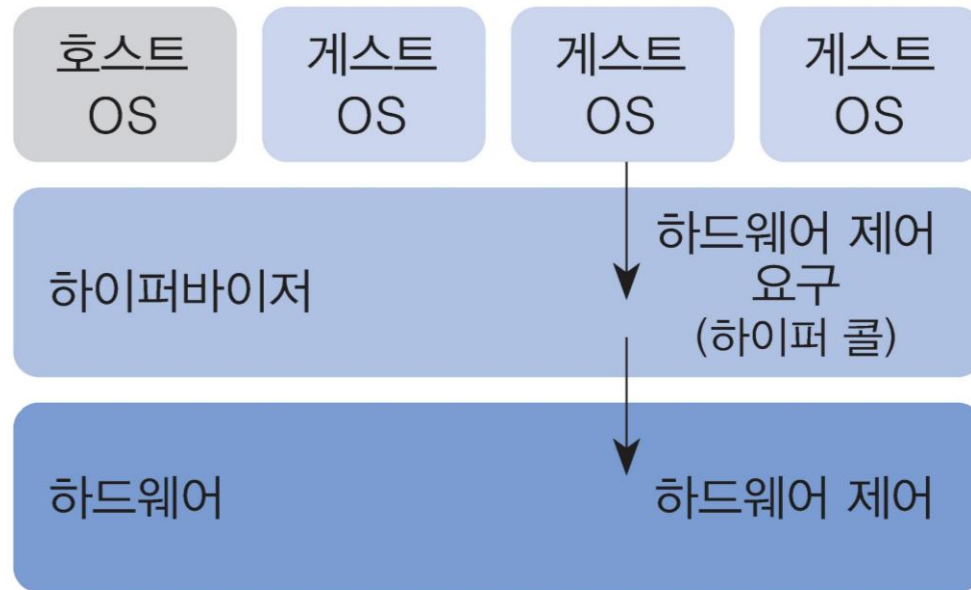 호스트
OS
게스트
OS
게스트
OS
게스트
OS
하이퍼바이저
하드웨어 제어
요구
(하이퍼 콜)
하드웨어
하드웨어 제어